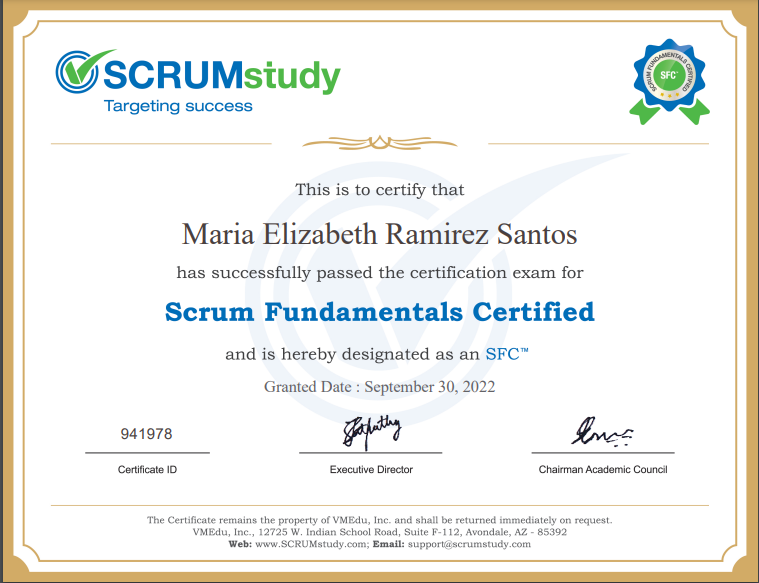 SCRUMstudy
Targeting success
SCRUM FUNDAMENTALS CERTIFIED
SFC™
This is to certify that
Maria Elizabeth Ramirez Santos
has successfully passed the certification exam for
Scrum Fundamentals Certified
and is hereby designated as an SFC™
Granted Date : September 30, 2022
941978
Certificate ID
Executive Director
Chairman Academic Council
The Certificate remains the property of VMEdu, Inc. and shall be returned immediately on request.
VMEdu, Inc., 12725 W. Indian School Road, Suite F-112, Avondale, AZ - 85392
Web: www.SCRUMstudy.com; Email: support@scrumstudy.com